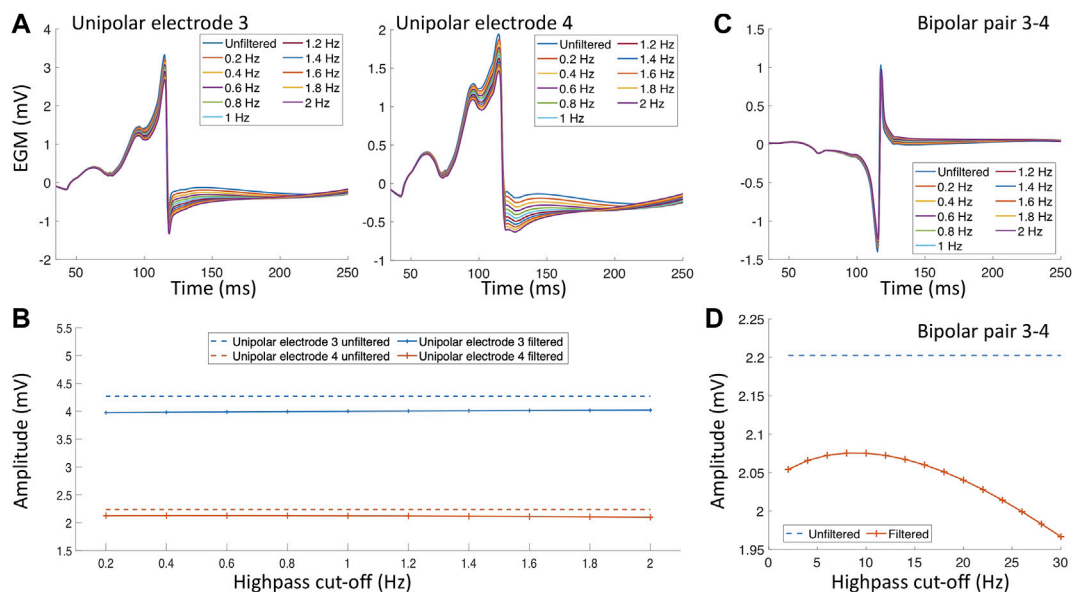 A
Unipolar electrode 3
Unipolar electrode 4
C
Bipolar pair 3-4
EGM (mV)
4
3
2
1
0
-1
-2
50
100
150
200
250
Time (ms)
Unfiltered
0.2 Hz
0.4 Hz
0.6 Hz
0.8 Hz
1 Hz
1.2 Hz
1.4 Hz
1.6 Hz
1.8 Hz
2 Hz
2
1.5
1
0.5
0
-0.5
-1
50
100
150
200
250
Time (ms)
Unfiltered
0.2 Hz
0.4 Hz
0.6 Hz
0.8 Hz
1 Hz
1.2 Hz
1.4 Hz
1.6 Hz
1.8 Hz
2 Hz
1.5
1
0.5
0
-0.5
-1
-1.5
50
100
150
200
250
Time (ms)
Unfiltered
0.2 Hz
0.4 Hz
0.6 Hz
0.8 Hz
1 Hz
1.2 Hz
1.4 Hz
1.6 Hz
1.8 Hz
2 Hz
B
Amplitude (mV)
5.5
5
4.5
4
3.5
3
2.5
2
1.5
Unipolar electrode 3 unfiltered
Unipolar electrode 4 unfiltered
Unipolar electrode 3 filtered
Unipolar electrode 4 filtered
0.2
0.4
0.6
0.8
1
1.2
1.4
1.6
1.8
2
Highpass cut-off (Hz)
D
Bipolar pair 3-4
Amplitude (mV)
2.25
2.2
2.15
2.1
2.05
2
1.95
Unfiltered
Filtered
0
5
10
15
20
25
30
Highpass cut-off (Hz)